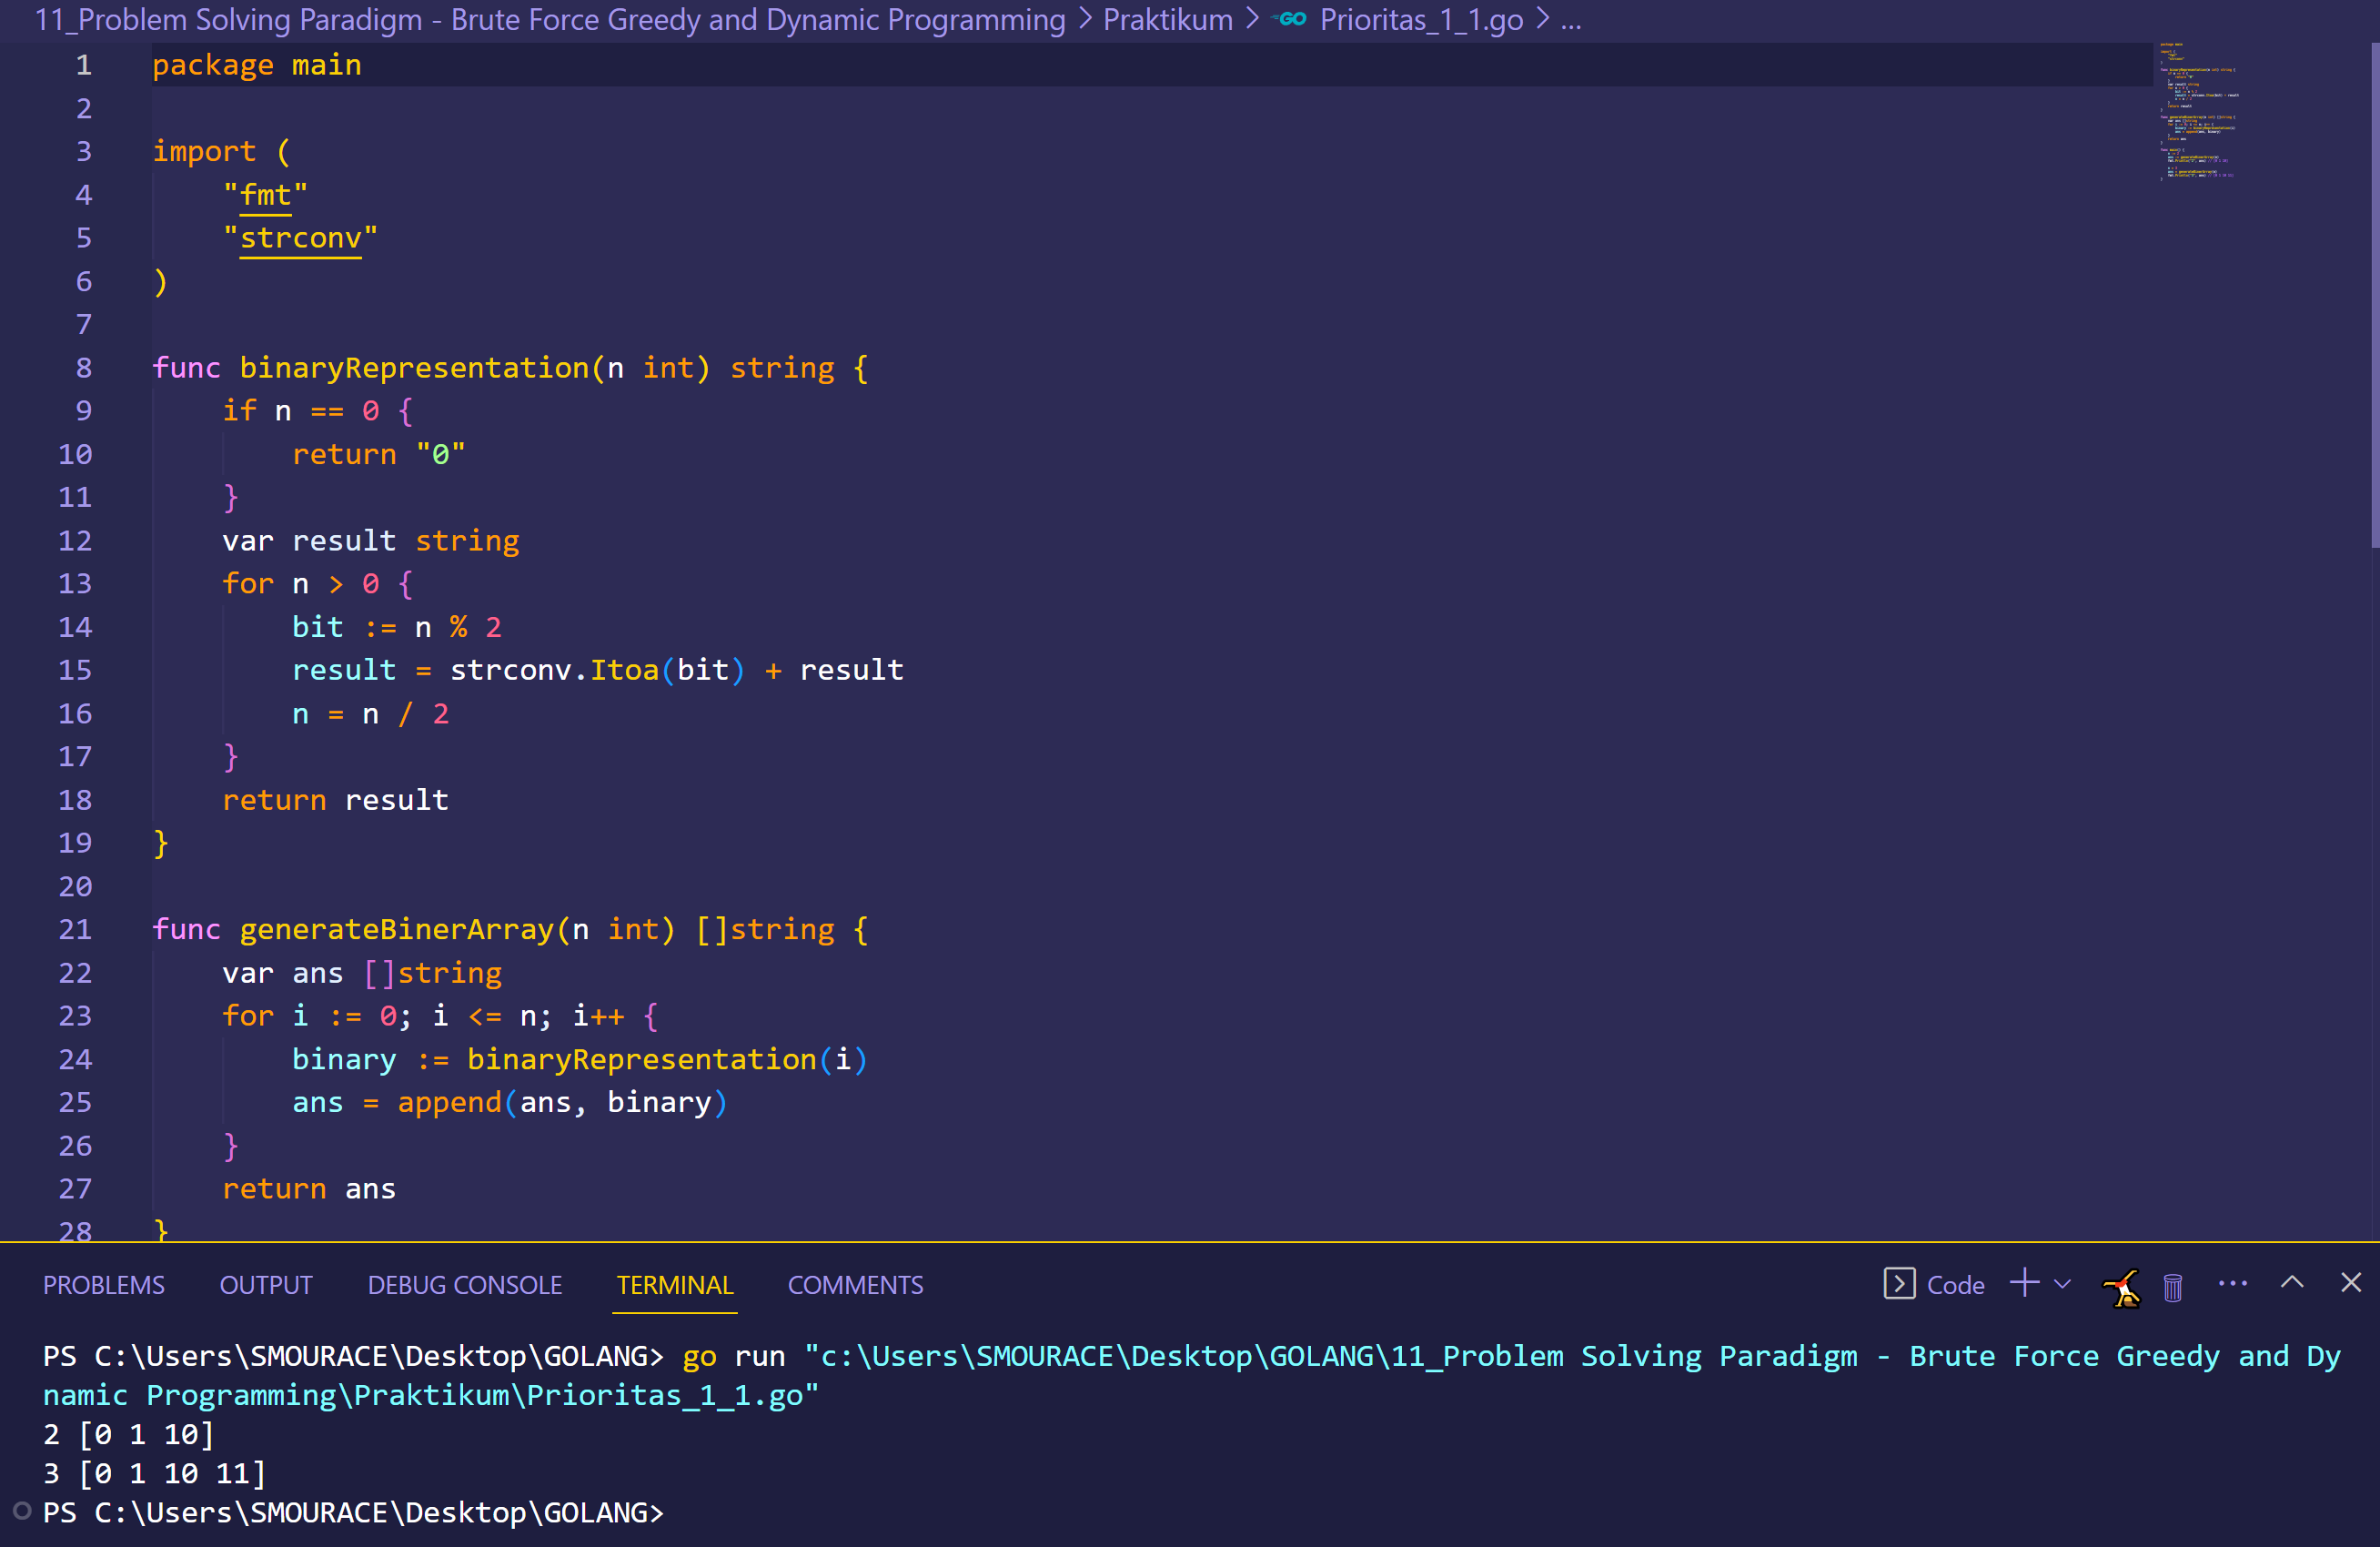 11_Problem Solving Paradigm - Brute Force Greedy and Dynamic Programming > Praktikum > GO Prioritas_1_1.go > ...
1 package main
2
3 import (
4     "fmt"
5     "strconv"
6 )
7
8 func binaryRepresentation(n int) string {
9     if n == 0 {
10         return "0"
11     }
12     var result string
13     for n > 0 {
14         bit := n % 2
15         result = strconv.Itoa(bit) + result
16         n = n / 2
17     }
18     return result
19 }
20
21 func generateBinerArray(n int) []string {
22     var ans []string
23     for i := 0; i <= n; i++ {
24         binary := binaryRepresentation(i)
25         ans = append(ans, binary)
26     }
27     return ans
28 }
PROBLEMS OUTPUT DEBUG CONSOLE TERMINAL COMMENTS Code
PS C:\Users\SMOURACE\Desktop\GOLANG> go run "c:\Users\SMOURACE\Desktop\GOLANG\11_Problem Solving Paradigm - Brute Force Greedy and Dy
namic Programming\Praktikum\Prioritas_1_1.go"
2 [0 1 10]
3 [0 1 10 11]
PS C:\Users\SMOURACE\Desktop\GOLANG>